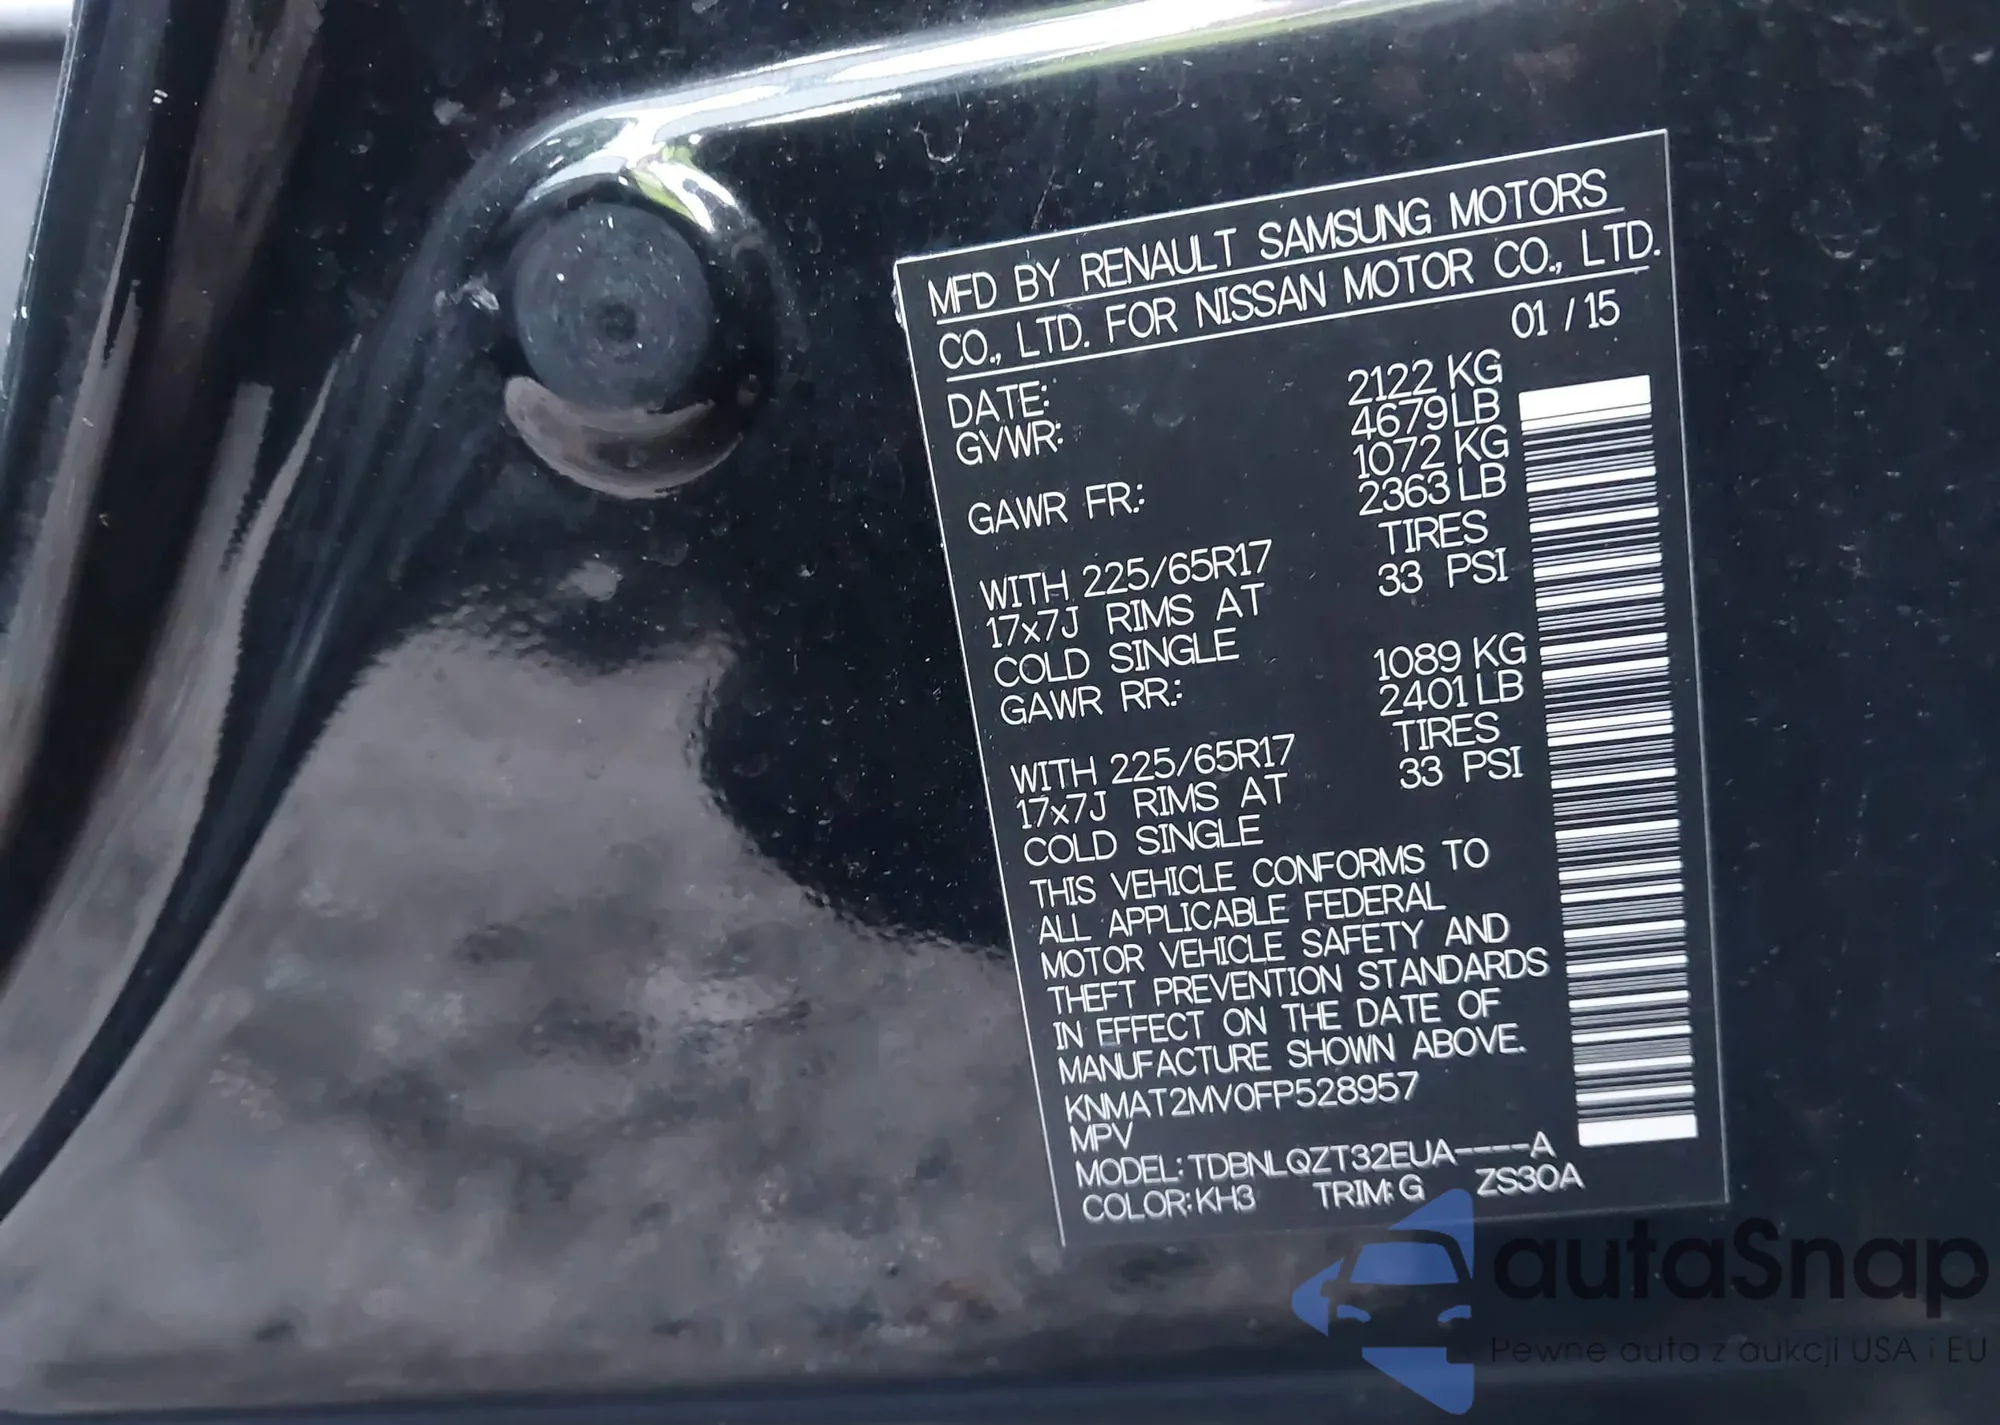 MFD BY RENAULT SAMSUNG MOTORS
CO., LTD. FOR NISSAN MOTOR CO., LTD.
DATE: 01 / 15
GVWR: 2122 KG
4679 LB
GAWR FR: 1072 KG
2363 LB
WITH 225/65R17 TIRES
17x7J RIMS AT 33 PSI
COLD SINGLE
GAWR RR: 1089 KG
2401 LB
WITH 225/65R17 TIRES
17x7J RIMS AT 33 PSI
COLD SINGLE
THIS VEHICLE CONFORMS TO
ALL APPLICABLE FEDERAL
MOTOR VEHICLE SAFETY AND
THEFT PREVENTION STANDARDS
IN EFFECT ON THE DATE OF
MANUFACTURE SHOWN ABOVE.
KNMAT2MV0FP528957
MPV
MODEL: TDBNLQZT32EUA----A
COLOR: KH3 TRIM: G ZS30A
autaSnap
Pewne auta z aukcji USA i EU